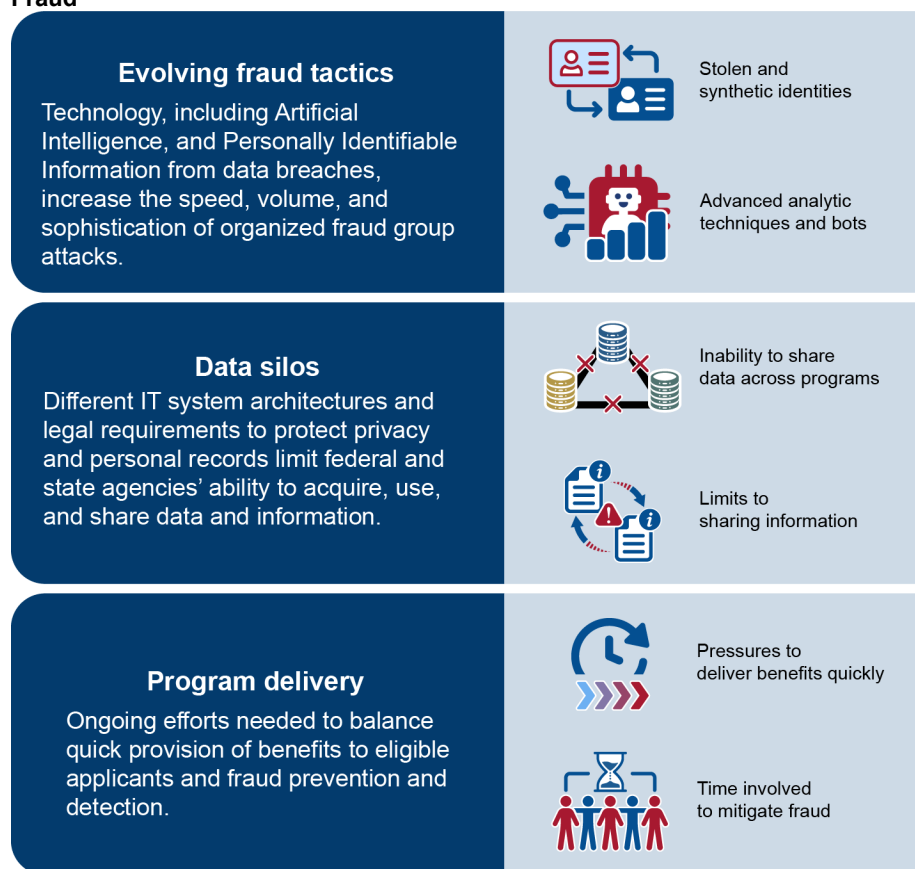 Fraud
Evolving fraud tactics
Technology, including Artificial
Intelligence, and Personally Identifiable
Information from data breaches,
increase the speed, volume, and
sophistication of organized fraud group
attacks.
Stolen and
synthetic identities
Advanced analytic
techniques and bots
Data silos
Different IT system architectures and
legal requirements to protect privacy
and personal records limit federal and
state agencies’ ability to acquire, use,
and share data and information.
Inability to share
data across programs
Limits to
sharing information
Program delivery
Ongoing efforts needed to balance
quick provision of benefits to eligible
applicants and fraud prevention and
detection.
Pressures to
deliver benefits quickly
Time involved
to mitigate fraud